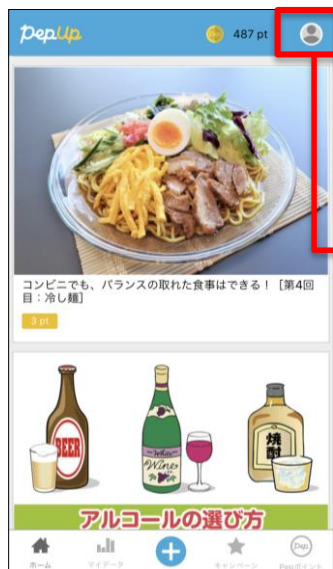 PepUp
487 pt
コンビニでも、バランスの取れた食事はできる！［第4回
目：冷し麺］
3 pt
BEER
White
Wine
焼酎
アルコールの選び方
ホーム
マイデータ
キャンペーン
Pep
Pepポイント